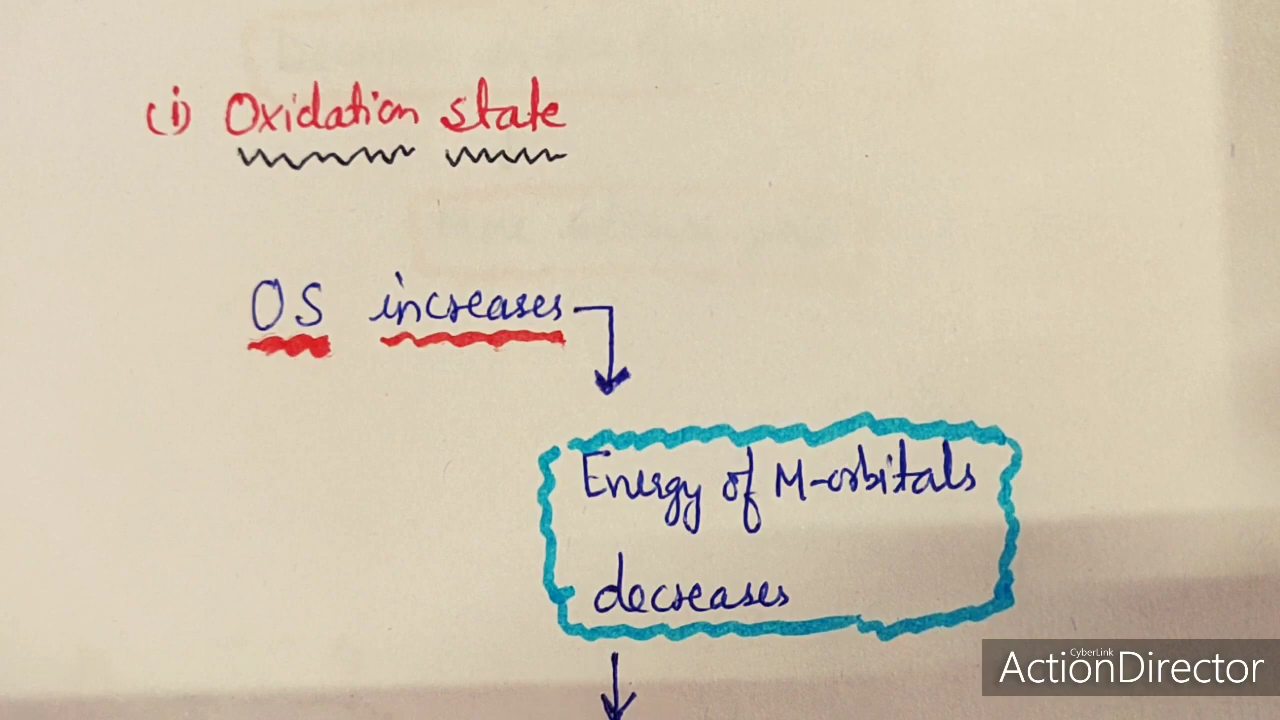 (i) Oxidation state
OS increases
Energy of M-orbitals
decreases
CyberLink
ActionDirector